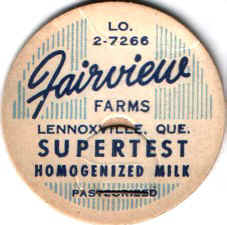 LO.
2-7266
Fairview
FARMS
LENNOXVILLE, QUE.
SUPERTEST
HOMOGENIZED MILK
PASTEURIZED